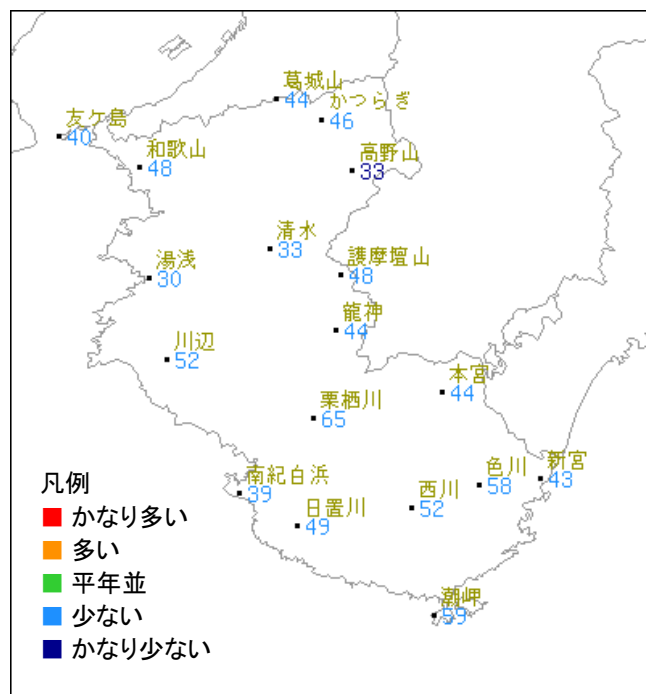 葛城山
44
かつらぎ
46
友ケ島
40
和歌山
48
高野山
33
清水
33
湯浅
30
護摩壇山
48
龍神
44
川辺
52
本宮
44
栗栖川
65
南紀白浜
39
日置川
49
西川
52
色川
58
新宮
43
潮岬
59
凡例
かなり多い
多い
平年並
少ない
かなり少ない